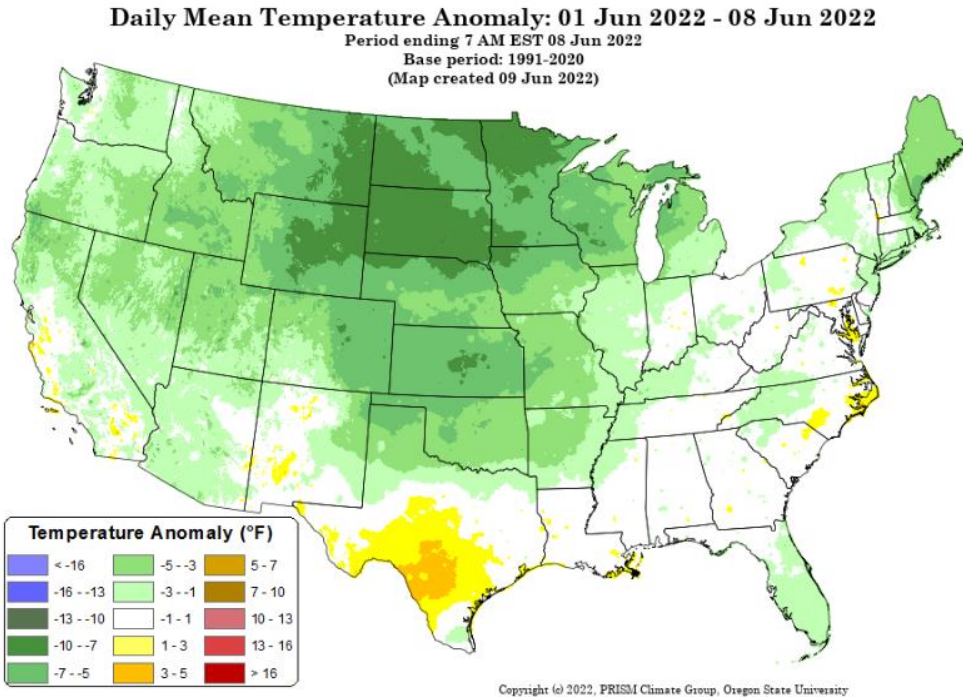 Daily Mean Temperature Anomaly: 01 Jun 2022 - 08 Jun 2022
Period ending 7 AM EST 08 Jun 2022
Base period: 1991-2020
(Map created 09 Jun 2022)
Temperature Anomaly (°F)
< -16
-16 - -13
-13 - -10
-10 - -7
-7 - -5
-5 - -3
-3 - -1
-1 - 1
1 - 3
3 - 5
5 - 7
7 - 10
10 - 13
13 - 16
> 16
Copyright (c) 2022, PRISM Climate Group, Oregon State University